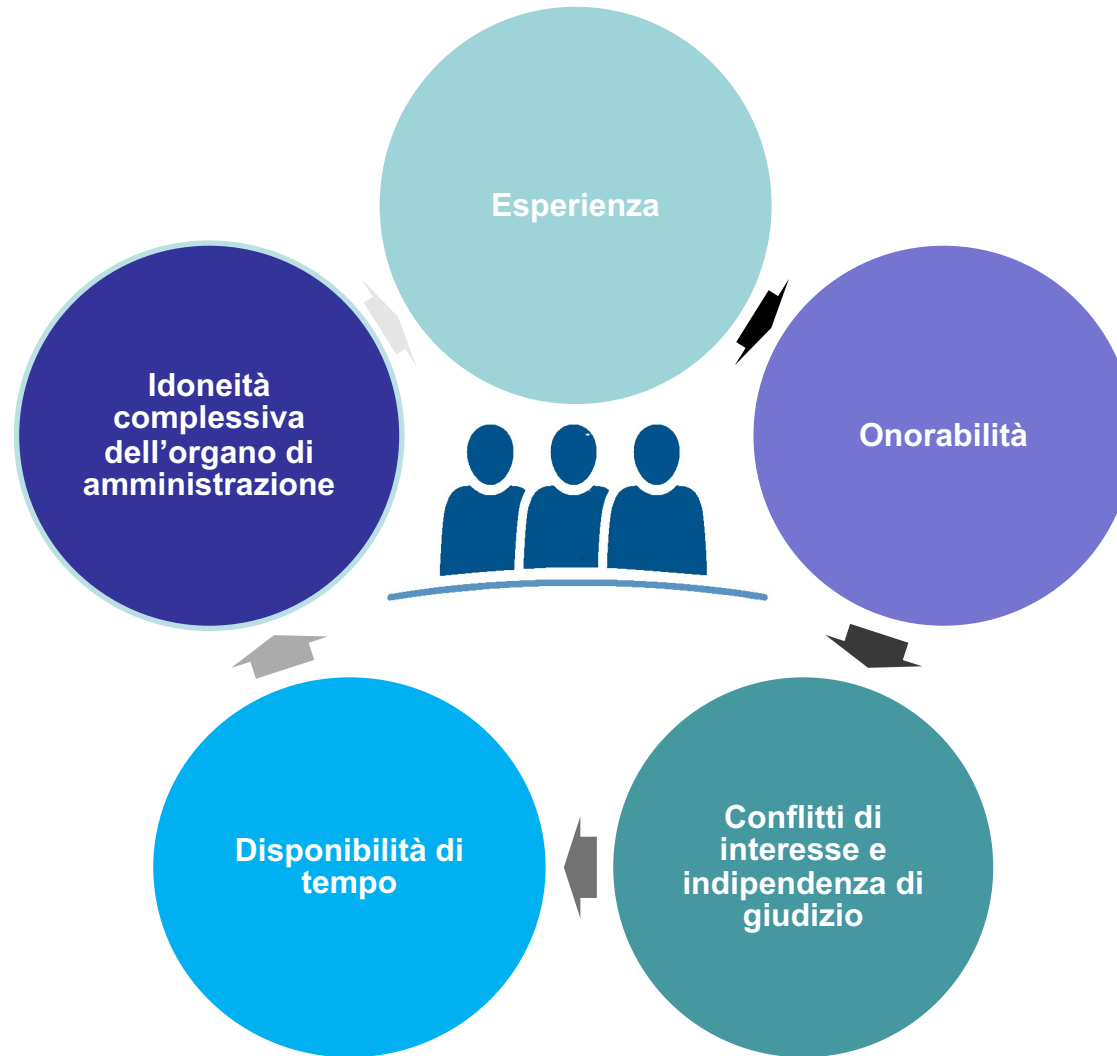 Esperienza
Onorabilità
Conflitti di
interesse e
indipendenza di
giudizio
Disponibilità di
tempo
Idoneità
complessiva
dell’organo di
amministrazione